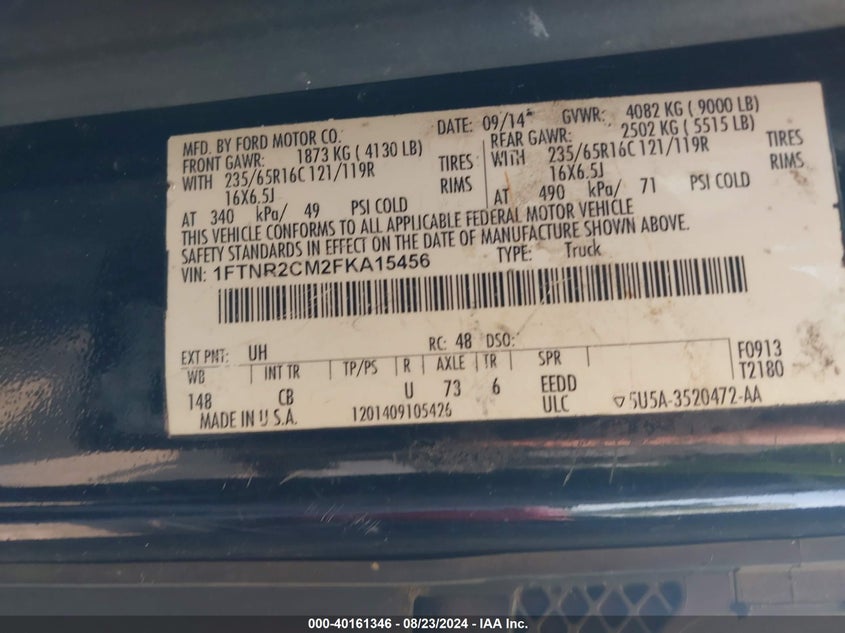 MFD. BY FORD MOTOR CO. DATE: 09/14 GVWR: 4082 KG ( 9000 LB)
FRONT GAWR: 1873 KG ( 4130 LB) REAR GAWR: 2502 KG ( 5515 LB)
WITH 235/65R16C 121/119R TIRES WITH 235/65R16C 121/119R TIRES
16X6.5J RIMS 16X6.5J RIMS
AT 340 kPa/ 49 PSI COLD AT 490 kPa/ 71 PSI COLD
THIS VEHICLE CONFORMS TO ALL APPLICABLE FEDERAL MOTOR VEHICLE
SAFETY STANDARDS IN EFFECT ON THE DATE OF MANUFACTURE SHOWN ABOVE.
VIN: 1FTNR2CM2FKA15456 TYPE: Truck
EXT PNT: UH RC: 48 DSO: F0913
WB INT TR TP/PS R AXLE TR SPR T2180
148 CB U 73 6 EEDD
MADE IN U.S.A. 1201409105426 ULC ▽5U5A-3520472-AA
000-40161346 - 08/23/2024 - IAA Inc.